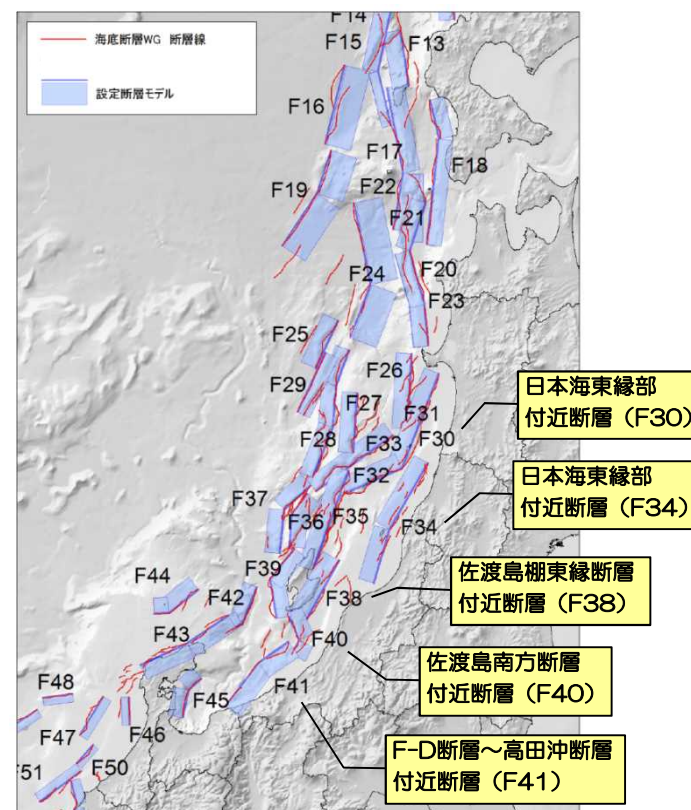 F14
海底断層WG 断層線
F15
F13
設定断層モデル
F16
F17
F18
F22
F19
F21
F24
F20
F23
F25
F26
F29
F27
F31
日本海東縁部
付近断層（F30）
F28
F33
F30
F32
F37
日本海東縁部
付近断層（F34）
F35
F36
F34
F39
佐渡島棚東縁断層
付近断層（F38）
F44
F42
F38
F43
F40
佐渡島南方断層
付近断層（F40）
F48
F45
F41
F46
F47
F-D断層～高田沖断層
付近断層（F41）
F50
F51